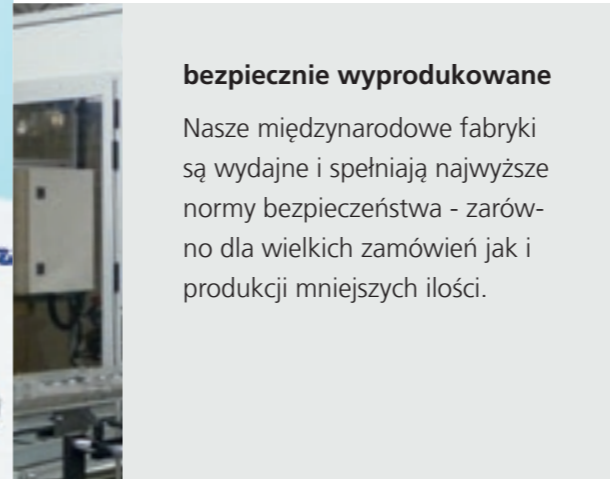 bezpiecznie wyprodukowane
Nasze międzynarodowe fabryki
są wydajne i spełniają najwyższe
normy bezpieczeństwa - zarów-
no dla wielkich zamówień jak i
produkcji mniejszych ilości.